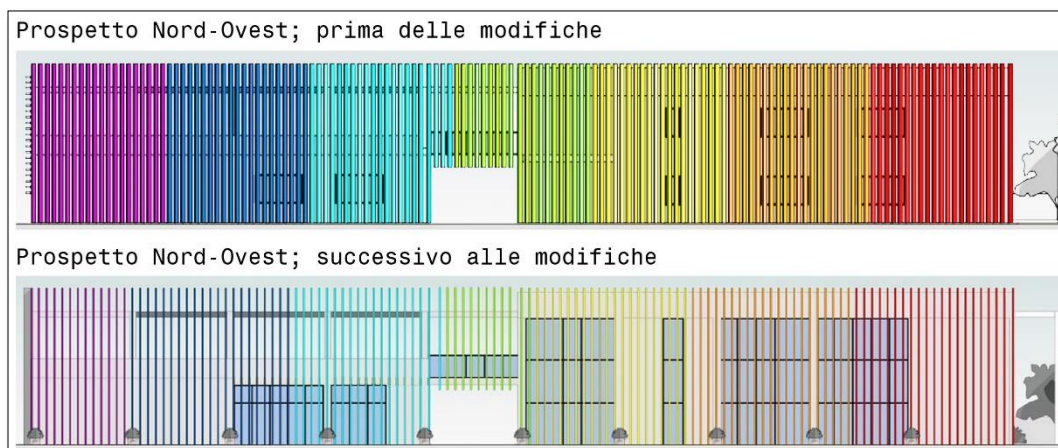 Prospetto Nord-Ovest; prima delle modifiche
Prospetto Nord-Ovest; successivo alle modifiche